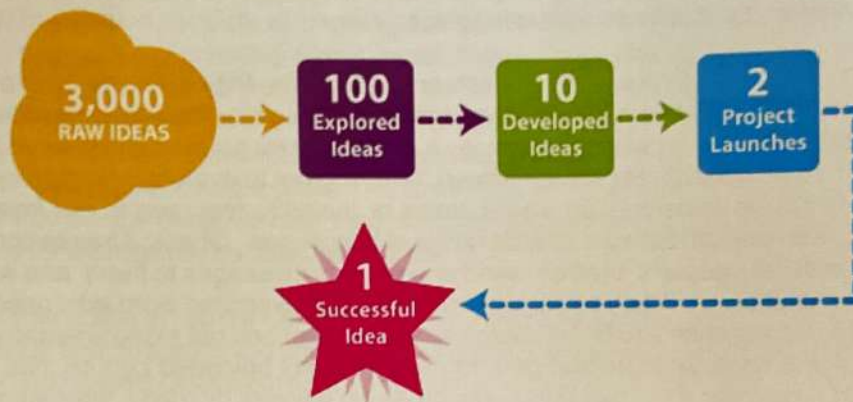 3,000
RAW IDEAS
100
Explored
Ideas
10
Developed
Ideas
2
Project
Launches
1
Successful
Idea